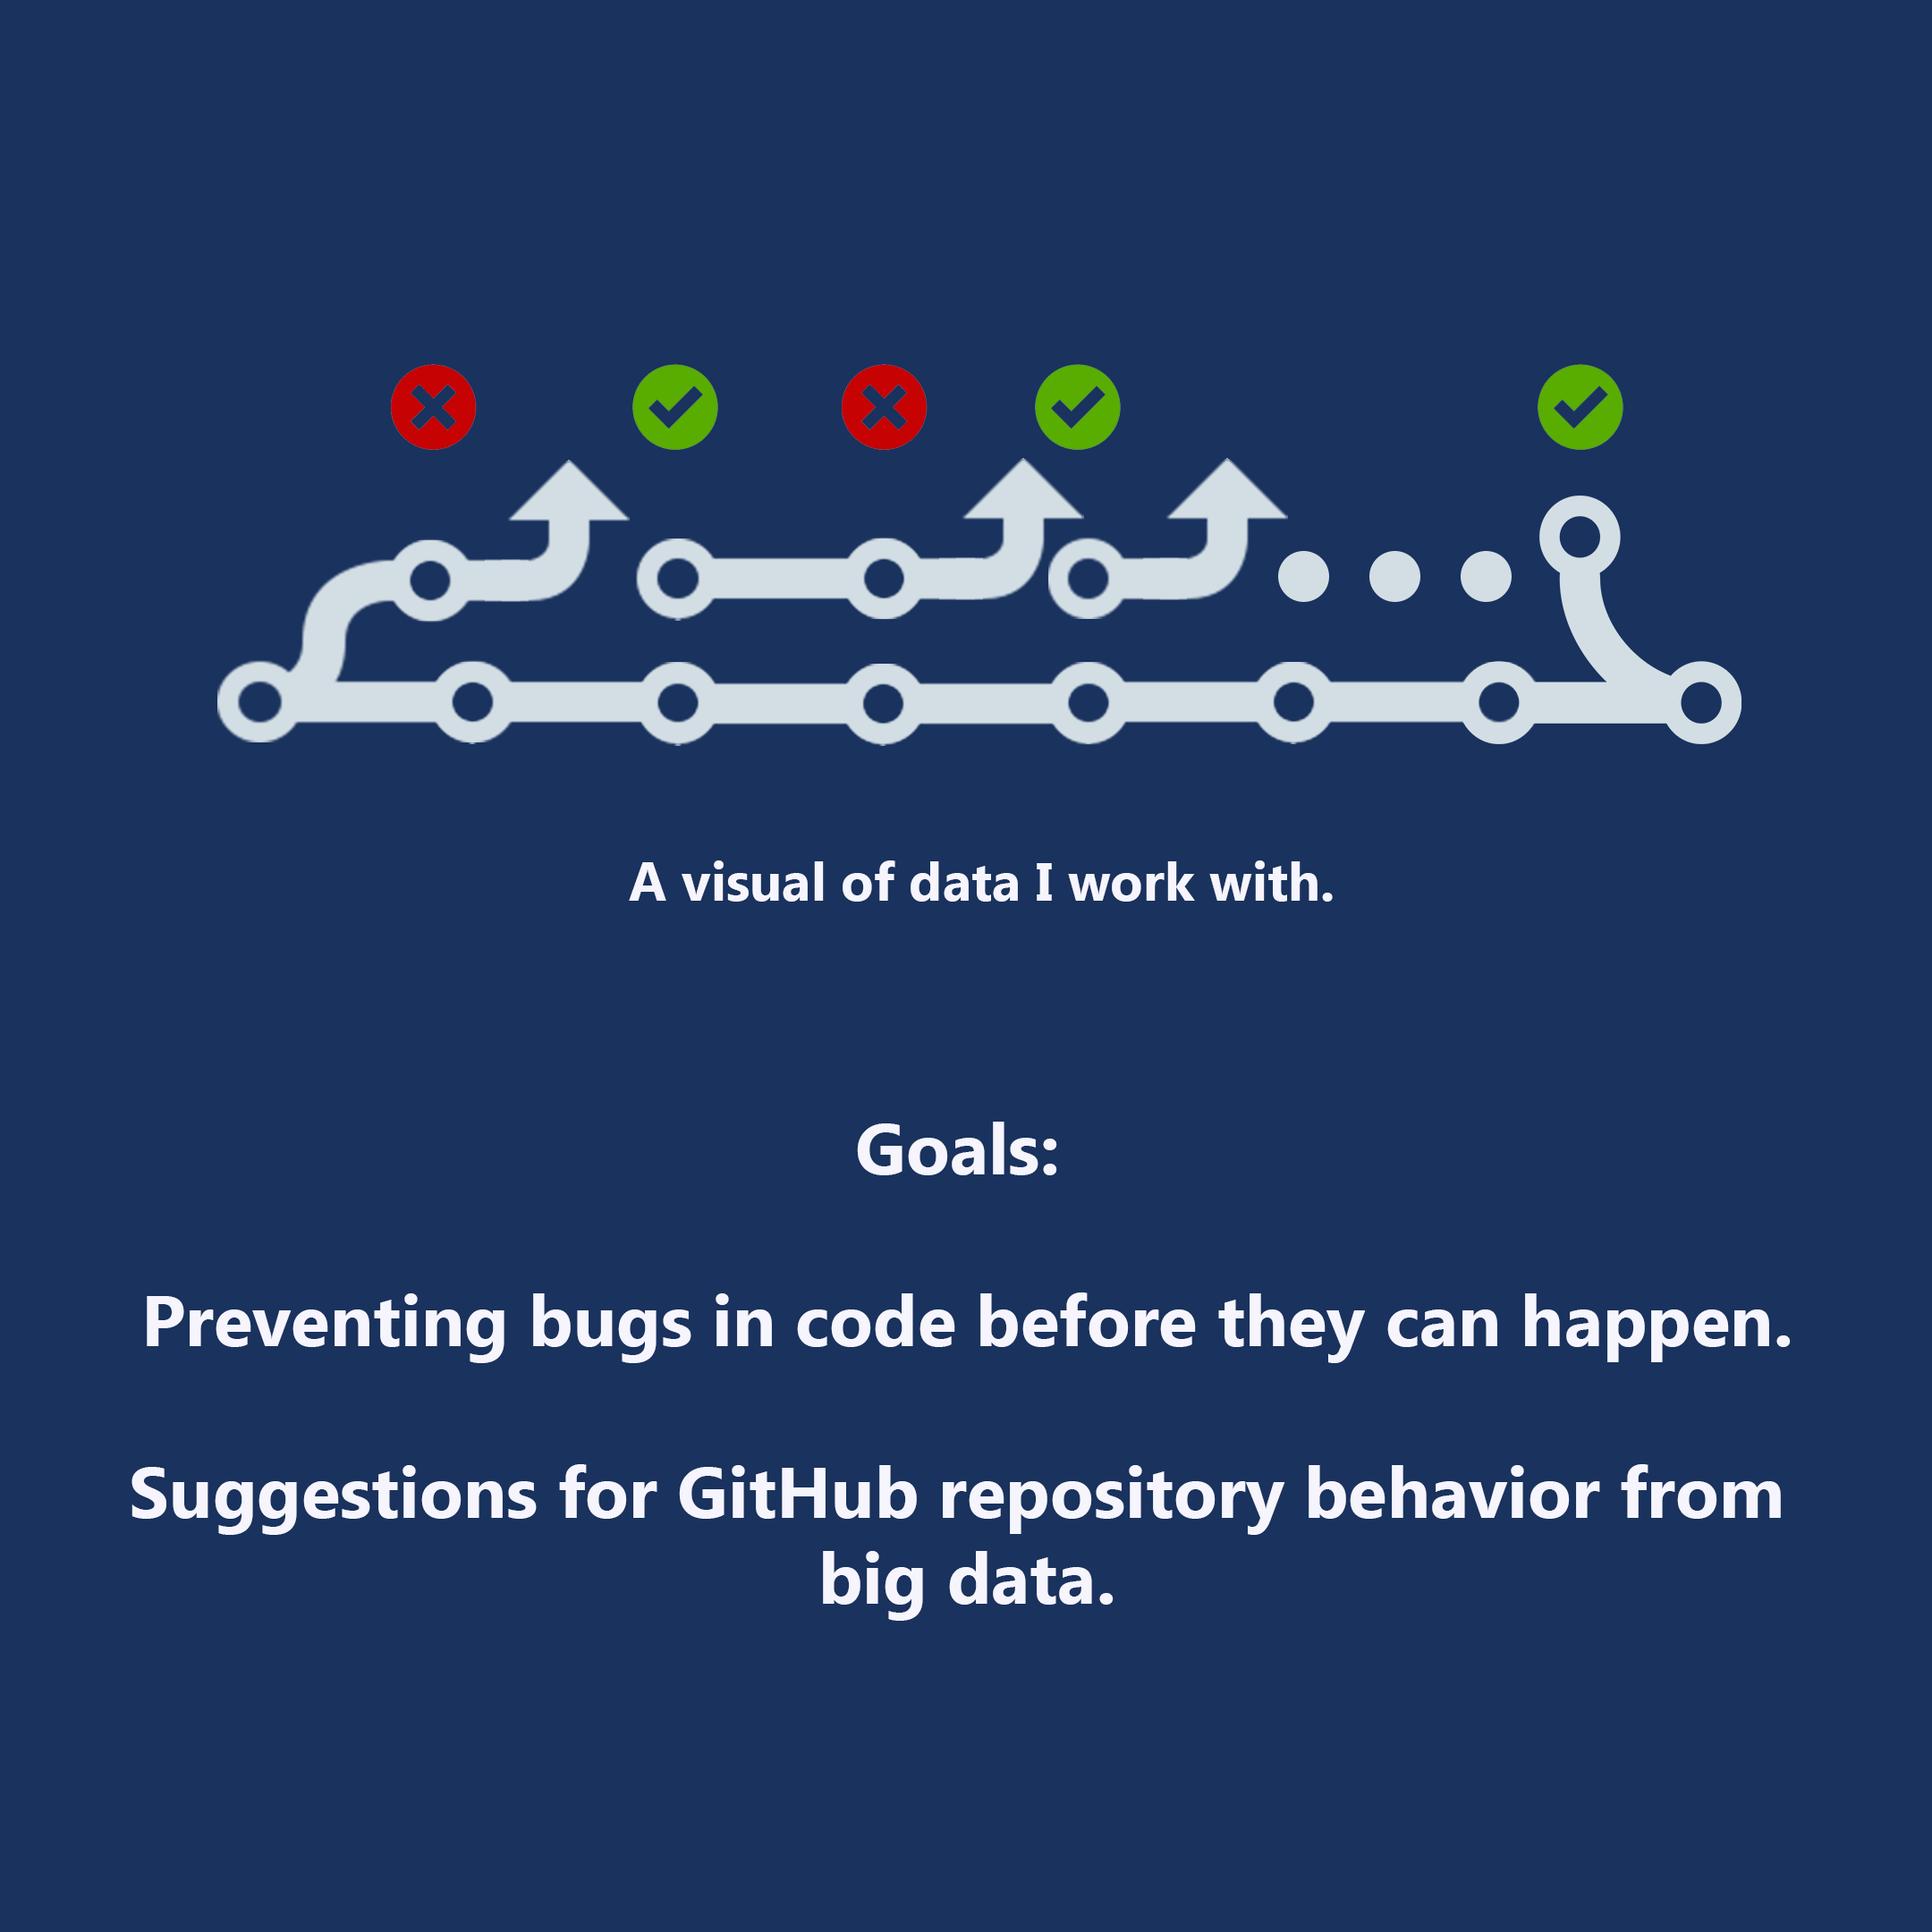 A visual of data I work with.
Goals:
Preventing bugs in code before they can happen.
Suggestions for GitHub repository behavior from
big data.